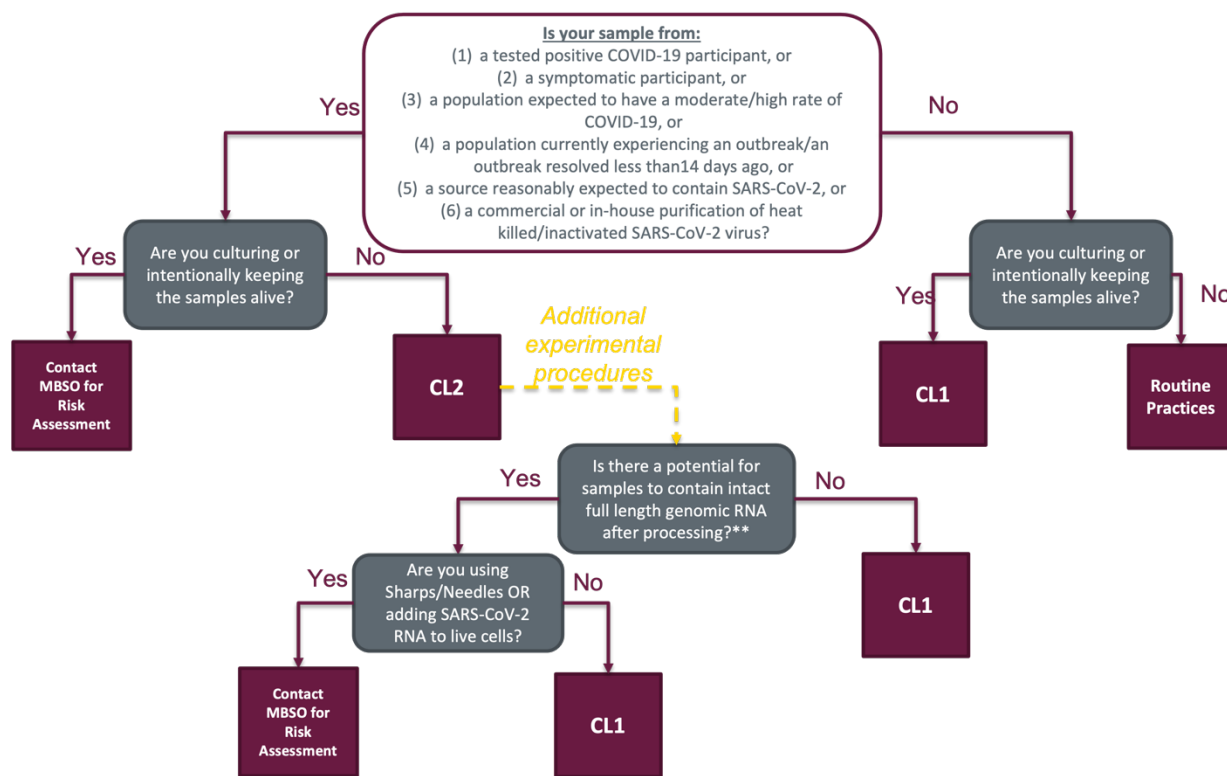 Is your sample from:
(1) a tested positive COVID-19 participant, or
(2) a symptomatic participant, or
(3) a population expected to have a moderate/high rate of
COVID-19, or
(4) a population currently experiencing an outbreak/an
outbreak resolved less than14 days ago, or
(5) a source reasonably expected to contain SARS-CoV-2, or
(6) a commercial or in-house purification of heat
killed/inactivated SARS-CoV-2 virus?
Yes
No
Are you culturing or
intentionally keeping
the samples alive?
Yes
No
Contact
MBSO for
Risk
Assessment
CL2
Additional
experimental
procedures
Are you culturing or
intentionally keeping
the samples alive?
Yes
No
CL1
Routine
Practices
Is there a potential for
samples to contain intact
full length genomic RNA
after processing?**
Yes
No
Are you using
Sharps/Needles OR
adding SARS-CoV-2
RNA to live cells?
Yes
No
CL1
Contact
MBSO for
Risk
Assessment
CL1